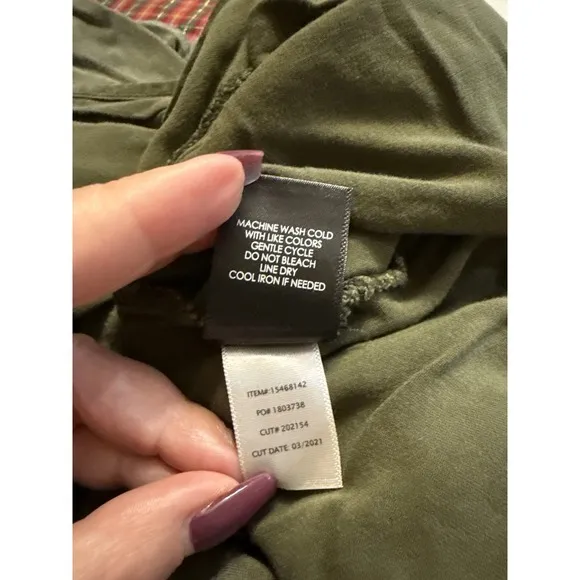 MACHINE WASH COLD
WITH LIKE COLORS
GENTLE CYCLE
DO NOT BLEACH
LINE DRY
COOL IRON IF NEEDED
ITEM#:15468142
PO# 1803738
CUT# 202154
CUT DATE: 03/2021